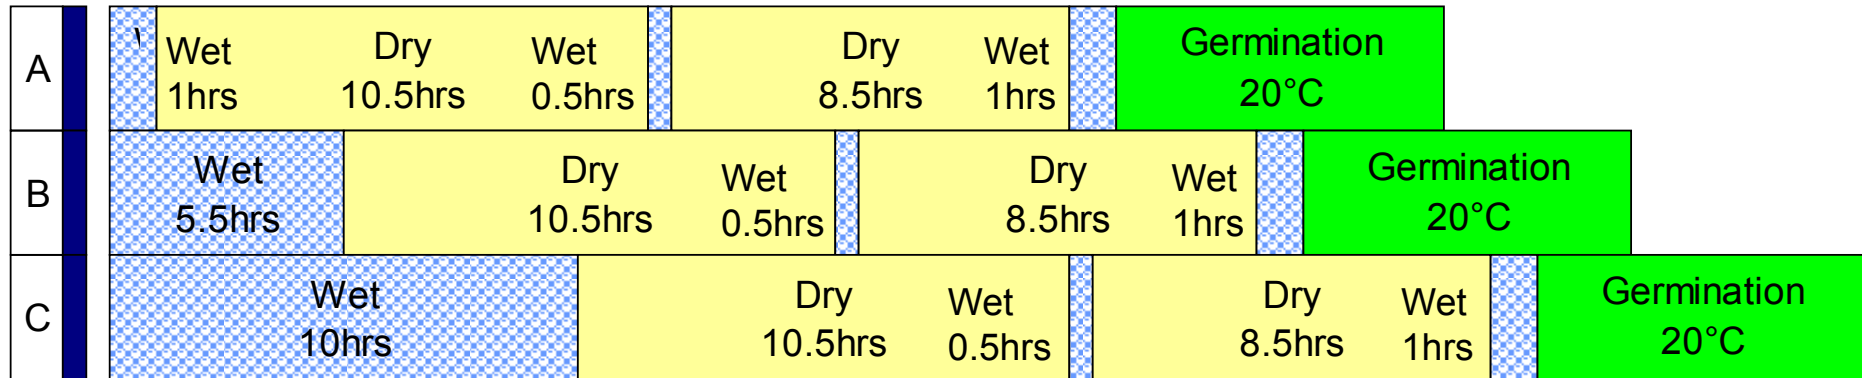 A
Wet Dry Wet Dry Wet Germination
1hrs 10.5hrs 0.5hrs 8.5hrs 1hrs 20°C
B
Wet Dry Wet Dry Wet Germination
5.5hrs 10.5hrs 0.5hrs 8.5hrs 1hrs 20°C
C
Wet Dry Wet Dry Wet Germination
10hrs 10.5hrs 0.5hrs 8.5hrs 1hrs 20°C